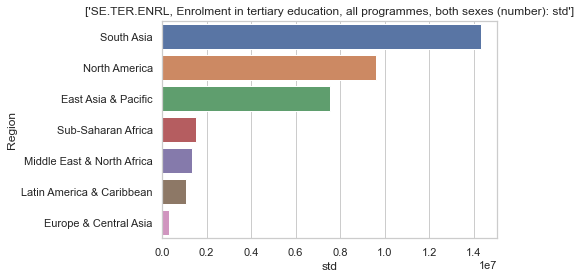 ['SE.TER.ENRL, Enrolment in tertiary education, all programmes, both sexes (number): std']
South Asia
North America
East Asia & Pacific
Sub-Saharan Africa
Middle East & North Africa
Latin America & Caribbean
Europe & Central Asia
Region
0.0 0.2 0.4 0.6 0.8 1.0 1.2 1.4
1e7
std